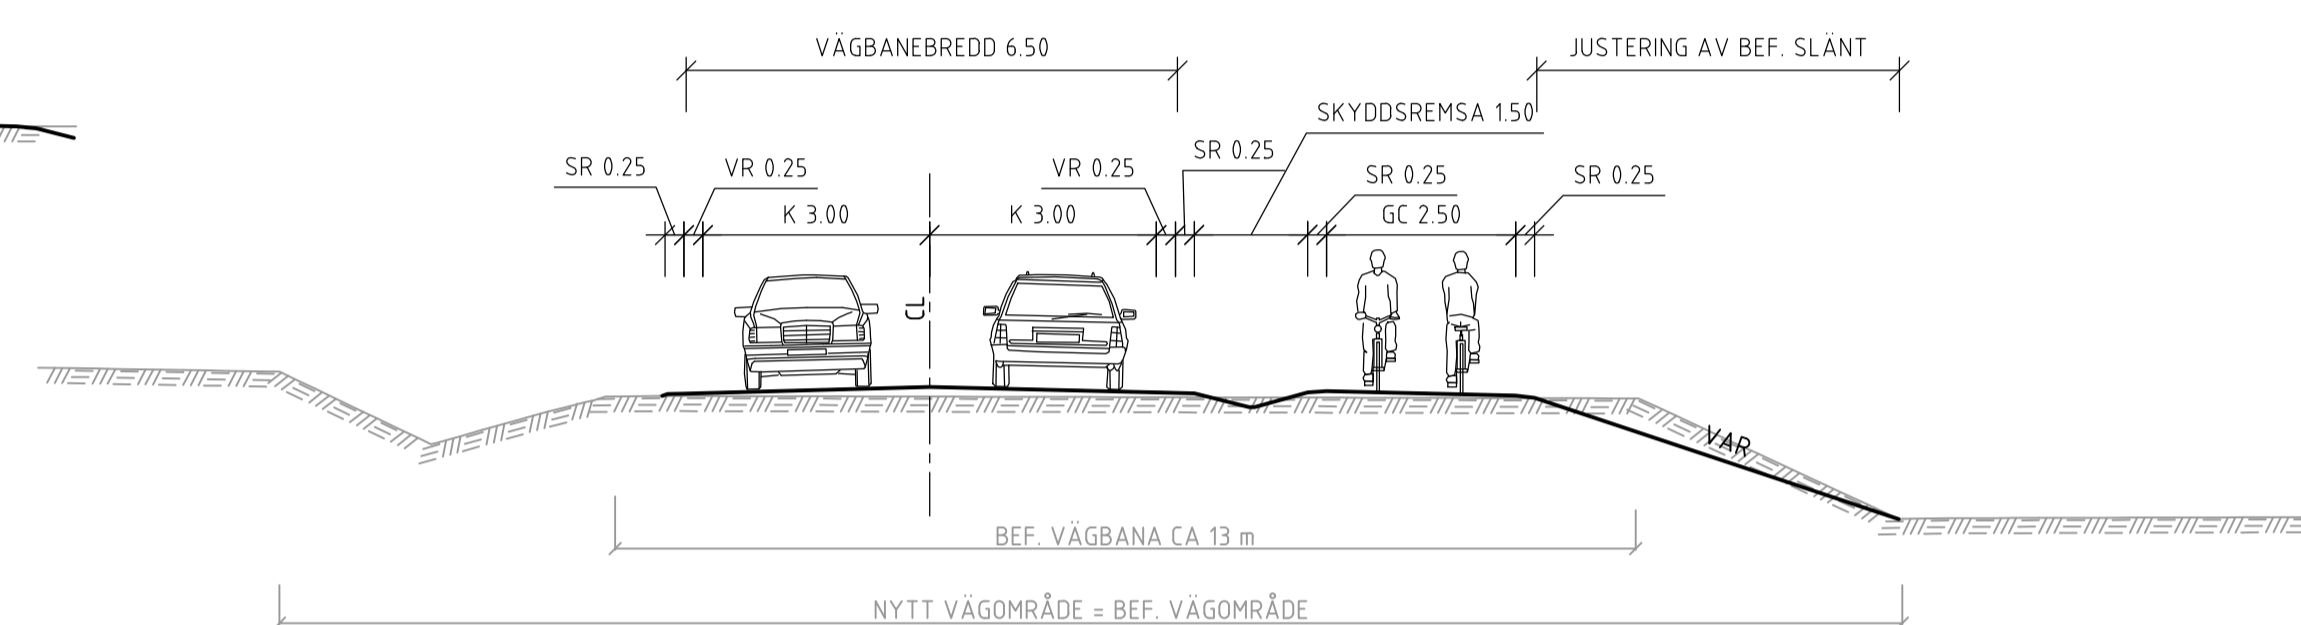 VÄGBANEBREDD 6.50
JUSTERING AV BEF. SLÄNT
SKYDDSREMSA 1.50
SR 0.25
VR 0.25
VR 0.25
SR 0.25
SR 0.25
SR 0.25
K 3.00
K 3.00
GC 2.50
CL
VAR
BEF. VÄGBANA CA 13 m
NYTT VÄGOMRÅDE = BEF. VÄGOMRÅDE